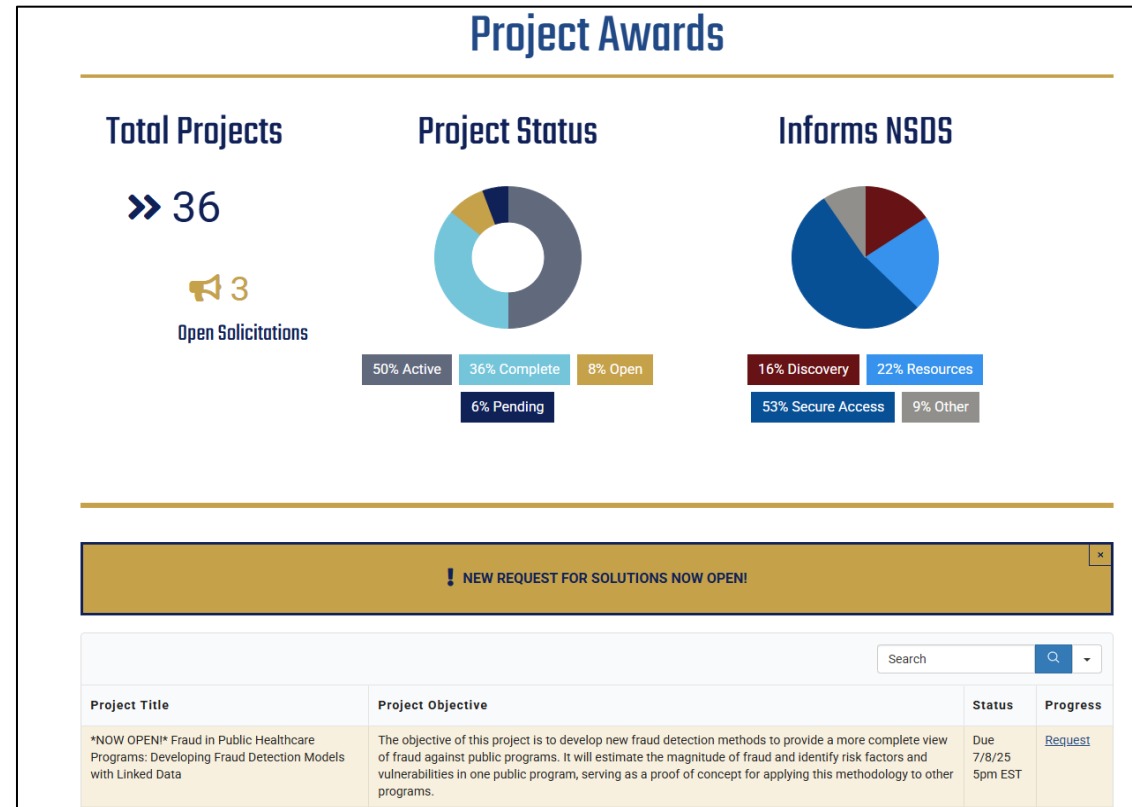 Project Awards
Total Projects
36
3
Open Solicitations
Project Status
50% Active
36% Complete
8% Open
6% Pending
Informs NSDS
16% Discovery
22% Resources
53% Secure Access
9% Other
×
! NEW REQUEST FOR SOLUTIONS NOW OPEN!
Search
Project Title
Project Objective
Status
Progress
*NOW OPEN!* Fraud in Public Healthcare
Programs: Developing Fraud Detection Models
with Linked Data
The objective of this project is to develop new fraud detection methods to provide a more complete view
of fraud against public programs. It will estimate the magnitude of fraud and identify risk factors and
vulnerabilities in one public program, serving as a proof of concept for applying this methodology to other
programs.
Due
7/8/25
5pm EST
Request